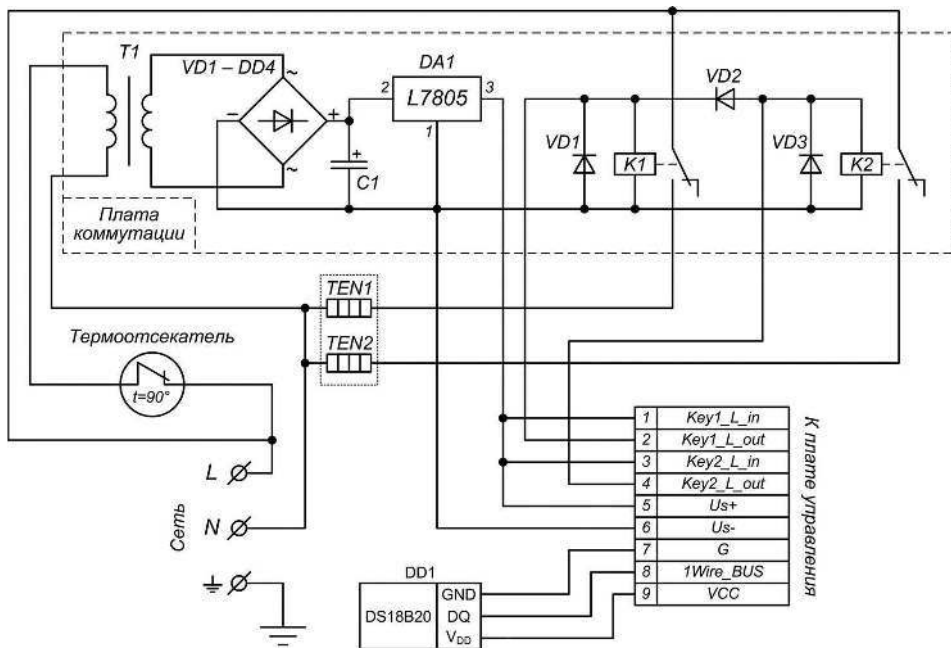 T1
VD1 – DD4
~
–
+
~
+
C1
DA1
2
L7805
3
1
VD2
VD1
K1
VD3
K2
Плата
коммутации
TEN1
TEN2
Термоотсекатель
t=90°
L
N
Сеть
1 Key1_L_in
2 Key1_L_out
3 Key2_L_in
4 Key2_L_out
5 Us+
6 Us-
7 G
8 1Wire_BUS
9 VCC
К плате управления
DD1
DS18B20
GND
DQ
VDD